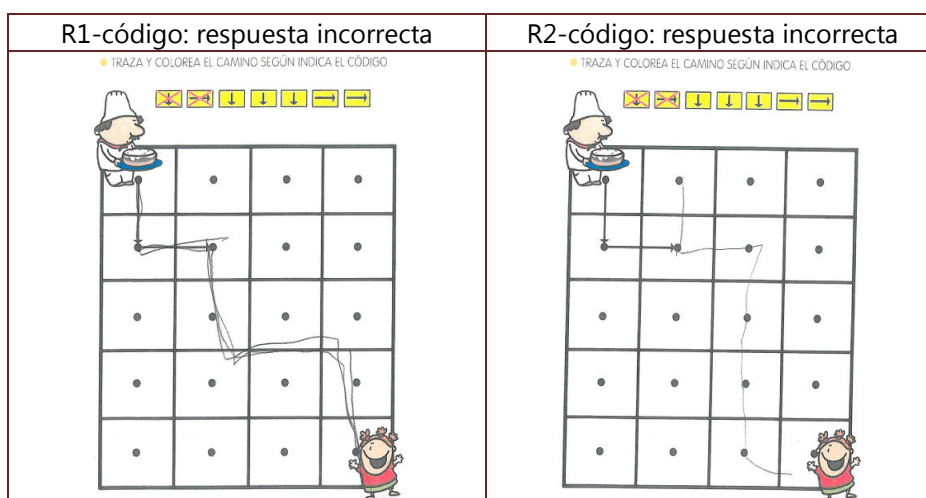 R1-código: respuesta incorrecta
R2-código: respuesta incorrecta
TRAZA Y COLOREA EL CAMINO SEGÚN INDICA EL CÓDIGO.
TRAZA Y COLOREA EL CAMINO SEGÚN INDICA EL CÓDIGO.